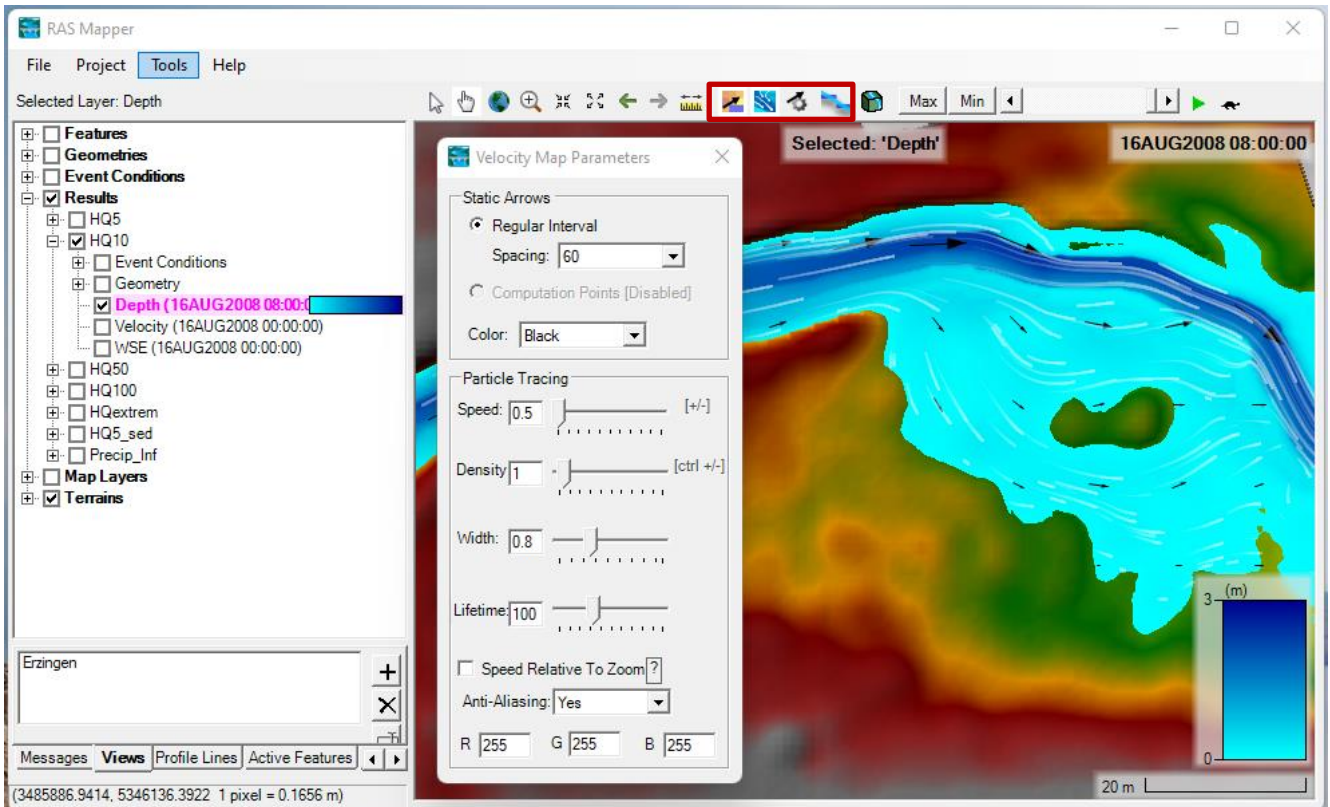 RAS Mapper
File Project Tools Help
Selected Layer: Depth
Max Min
Features
Geometries
Event Conditions
Results
HQ5
HQ10
Event Conditions
Geometry
Depth (16AUG2008 08:00:0
Velocity (16AUG2008 00:00:00)
WSE (16AUG2008 00:00:00)
HQ50
HQ100
HQextrem
HQ5_sed
Precip_Inf
Map Layers
Terrains
Erzingen
Messages Views Profile Lines Active Features
(3485886.9414, 5346136.3922 1 pixel = 0.1656 m)
Velocity Map Parameters
Static Arrows
Regular Interval
Spacing: 60
Computation Points [Disabled]
Color: Black
Particle Tracing
Speed: 0.5 [+/-]
Density 1 [ctrl +/-]
Width: 0.8
Lifetime: 100
Speed Relative To Zoom ?
Anti-Aliasing: Yes
R 255 G 255 B 255
Selected: 'Depth'
16AUG2008 08:00:00
(m)
3
0
20 m